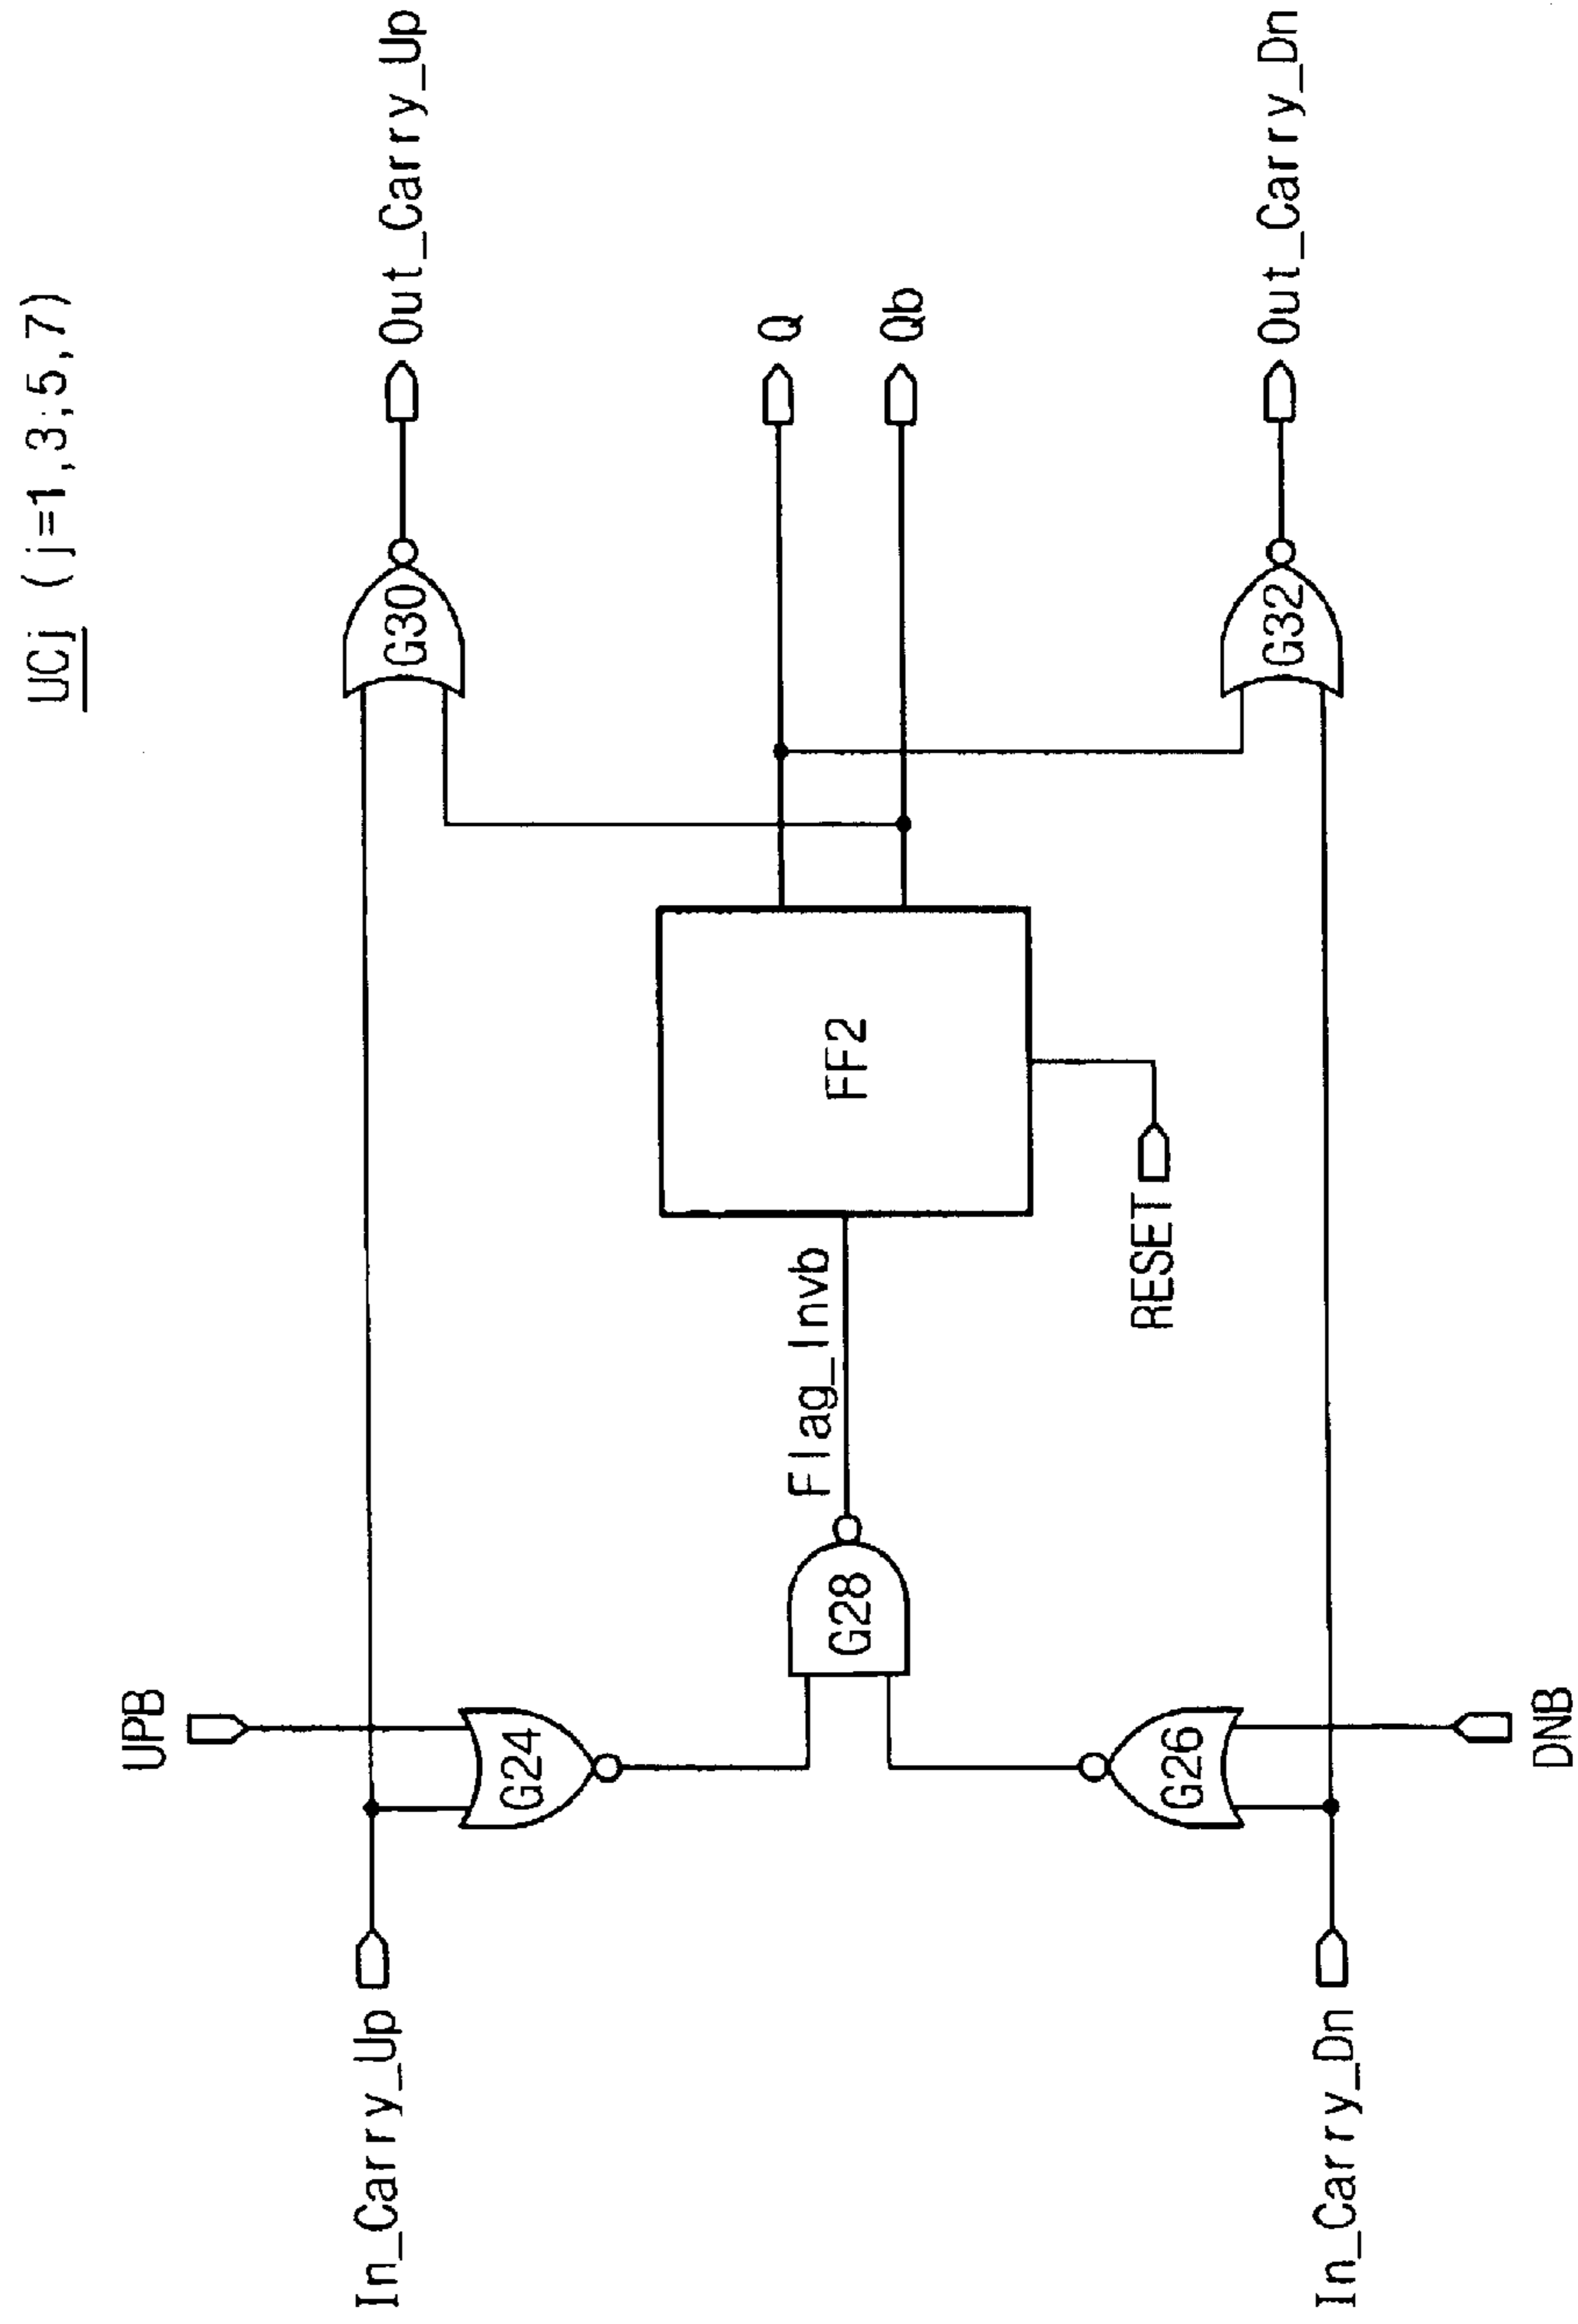 UCj (j=1,3,5,7)
UPB
In_Carry_Up
G24
G30
Out_Carry_Up
G28
Flag_Invb
FF2
Q
Qb
RESET
G26
G32
In_Carry_Dn
Out_Carry_Dn
DNB